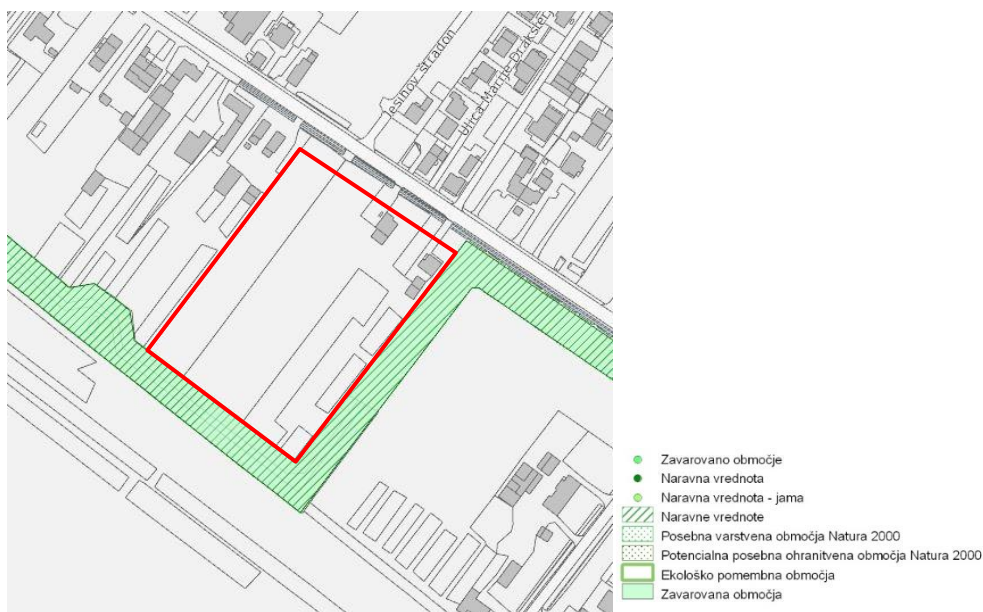 Jesihov štradon
Ulica Marije Drakslerj
Zavarovano območje
Naravna vrednota
Naravna vrednota - jama
Naravne vrednote
Posebna varstvena območja Natura 2000
Potencialna posebna ohranitvena območja Natura 2000
Ekološko pomembna območja
Zavarovana območja